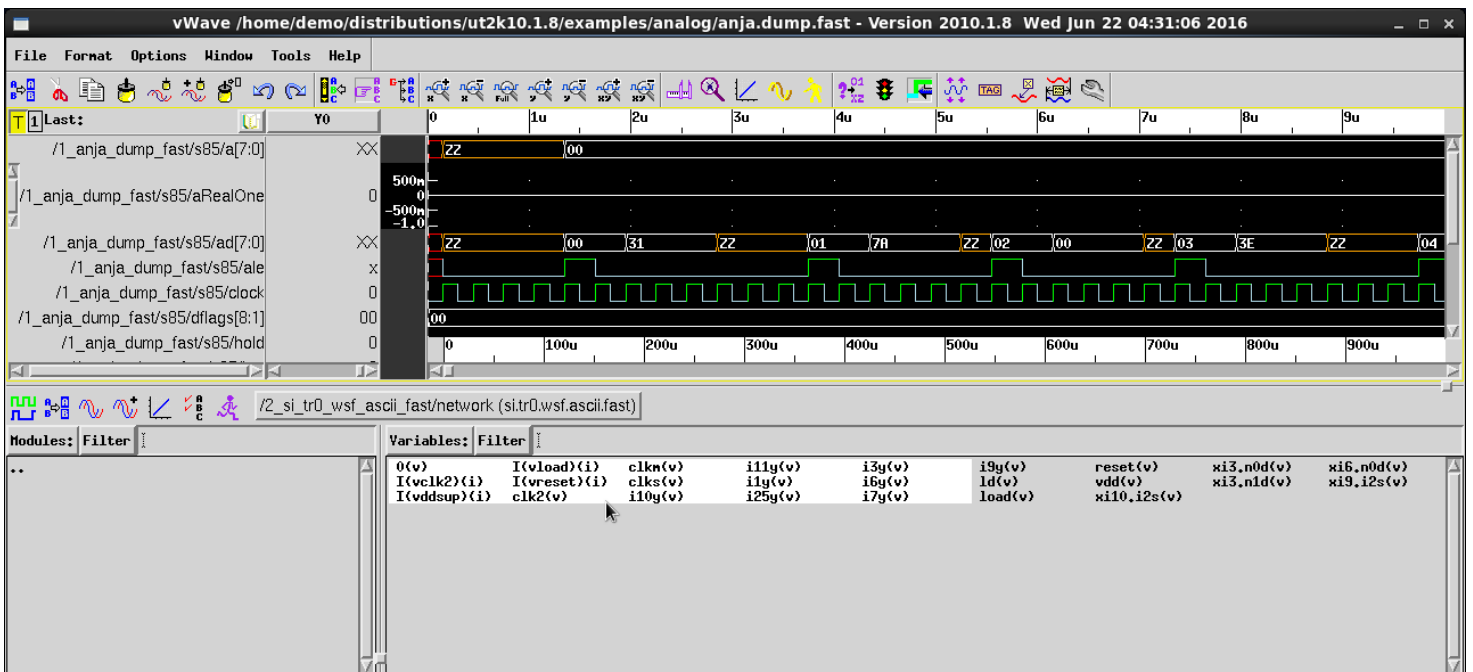 vWave /home/demo/distributions/ut2k10.1.8/examples/analog/anja.dump.fast - Version 2010.1.8 Wed Jun 22 04:31:06 2016
File Format Options Window Tools Help
TAG
T 1 Last: Y0 0 1u 2u 3u 4u 5u 6u 7u 8u 9u
/1_anja_dump_fast/s85/a[7:0] XX ZZ 00
500m
/1_anja_dump_fast/s85/aRealOne 0 0
-500m
-1.0
/1_anja_dump_fast/s85/ad[7:0] XX ZZ 00 31 ZZ 01 7A ZZ 02 00 ZZ 03 3E ZZ 04
/1_anja_dump_fast/s85/ale x
/1_anja_dump_fast/s85/clock 0
/1_anja_dump_fast/s85/dflags[8:1] 00 00
/1_anja_dump_fast/s85/hold 0 0 100u 200u 300u 400u 500u 600u 700u 800u 900u
/2_si_tr0_wsf_ascii_fast/network (si.tr0.wsf.ascii.fast)
Modules: Filter Variables: Filter
.. 0(v) I(vload)(i) clkm(v) i11y(v) i3y(v) i9y(v) reset(v) xi3.n0d(v) xi6.n0d(v)
I(vclk2)(i) I(vreset)(i) clks(v) i1y(v) i6y(v) ld(v) vdd(v) xi3.n1d(v) xi9.i2s(v)
I(vddsup)(i) clk2(v) i10y(v) i25y(v) i7y(v) load(v) xi10.i2s(v)